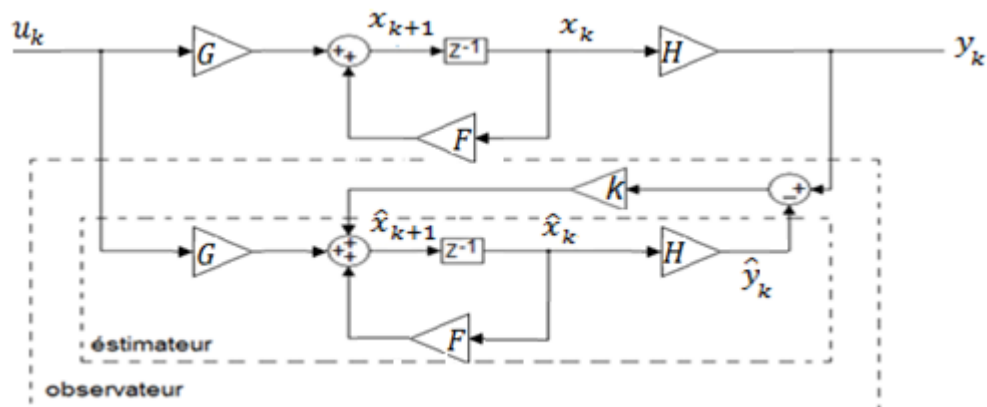 u_k
x_{k+1}
x_k
y_k
G
+
+
z⁻¹
H
F
k
+
−
x̂_{k+1}
x̂_k
G
+
+
+
z⁻¹
H
ŷ_k
F
éstimateur
observateur